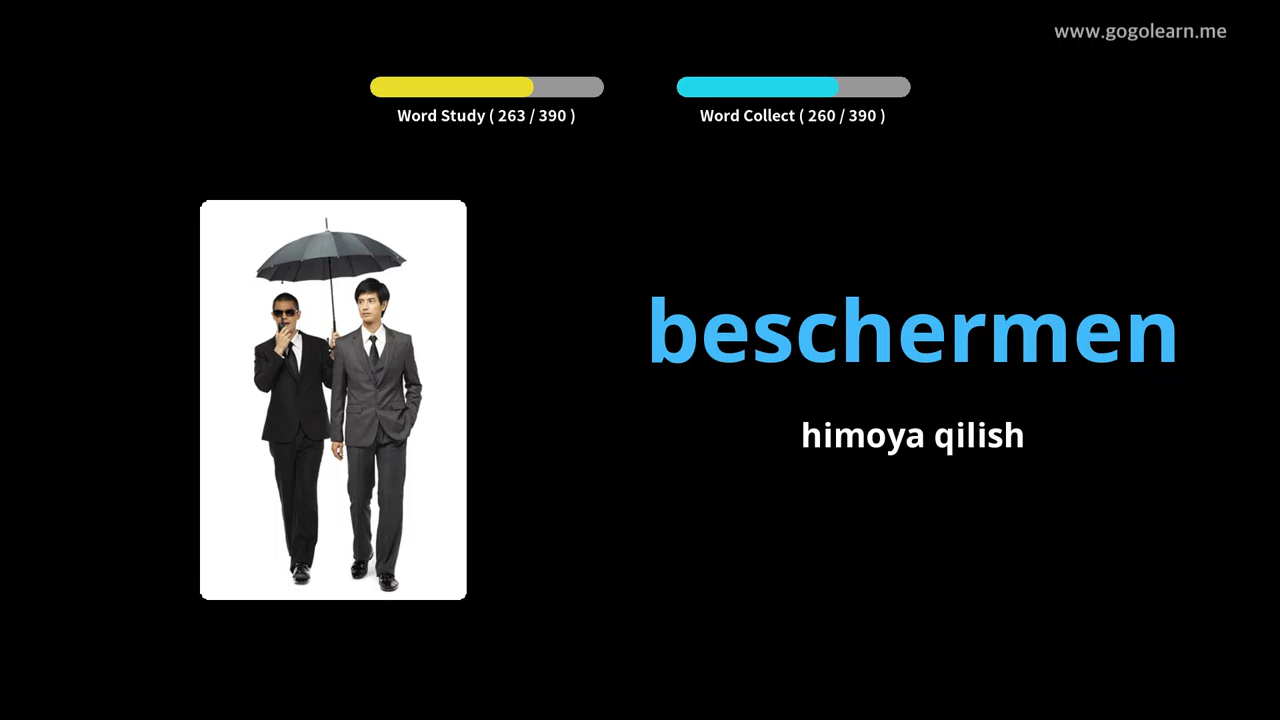 www.gogolearn.me
Word Study ( 263 / 390 )
Word Collect ( 260 / 390 )
beschermen
himoya qilish